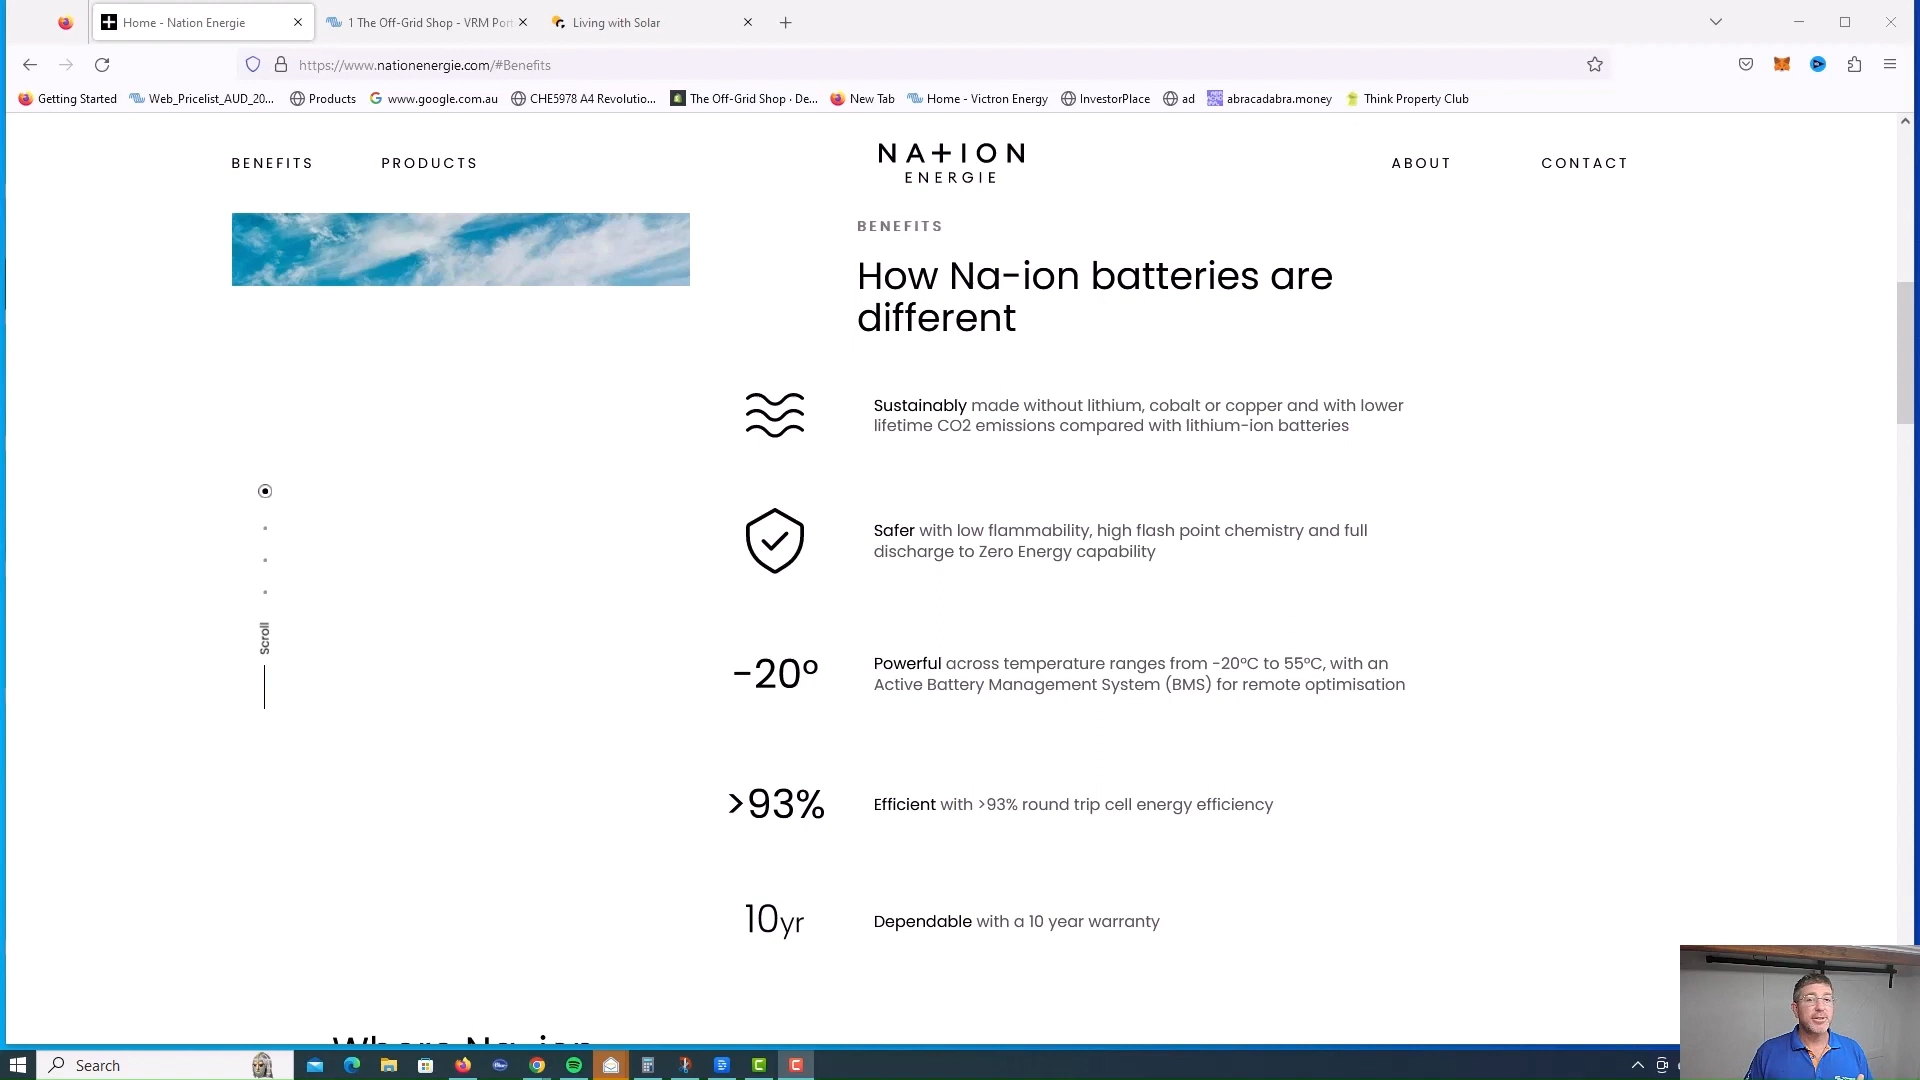 Home - Nation Energie
1 The Off-Grid Shop - VRM Port
Living with Solar
https://www.nationenergie.com/#Benefits
Getting Started
Web_Pricelist_AUD_20...
Products
www.google.com.au
CHE5978 A4 Revolutio...
The Off-Grid Shop · De...
New Tab
Home - Victron Energy
InvestorPlace
ad
abracadabra.money
Think Property Club
BENEFITS
PRODUCTS
NA+ION
ENERGIE
ABOUT
CONTACT
BENEFITS
How Na-ion batteries are
different
Sustainably made without lithium, cobalt or copper and with lower
lifetime CO2 emissions compared with lithium-ion batteries
Safer with low flammability, high flash point chemistry and full
discharge to Zero Energy capability
Scroll
-20°
Powerful across temperature ranges from -20°C to 55°C, with an
Active Battery Management System (BMS) for remote optimisation
>93%
Efficient with >93% round trip cell energy efficiency
10yr
Dependable with a 10 year warranty
Where Na-ion
Search